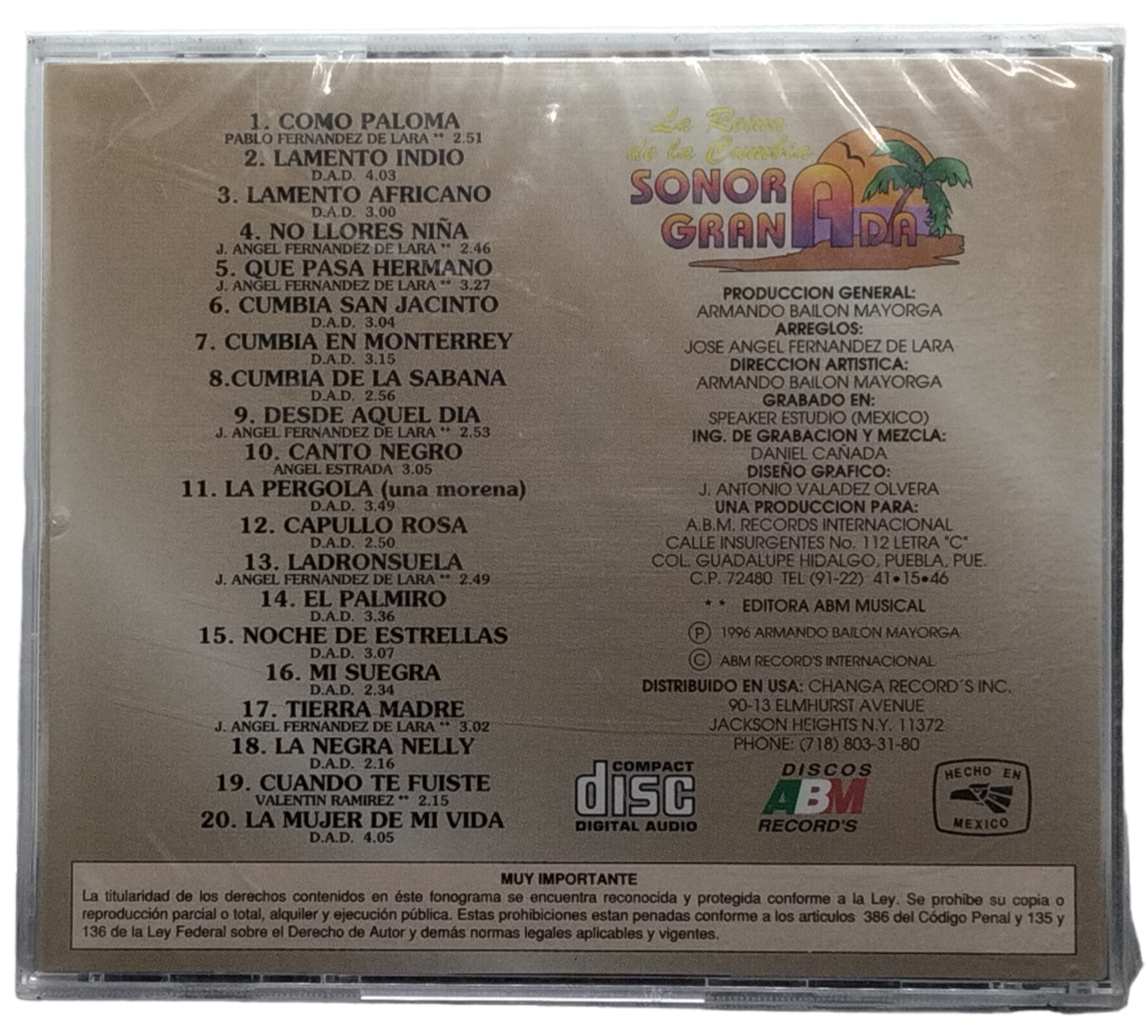 1. COMO PALOMA
PABLO FERNANDEZ DE LARA ** 2.51
2. LAMENTO INDIO
D.A.D. 4.03
3. LAMENTO AFRICANO
D.A.D. 3.00
4. NO LLORES NIÑA
J. ANGEL FERNANDEZ DE LARA ** 2.46
5. QUE PASA HERMANO
J. ANGEL FERNANDEZ DE LARA ** 3.27
6. CUMBIA SAN JACINTO
D.A.D. 3.04
7. CUMBIA EN MONTERREY
D.A.D. 3.15
8.CUMBIA DE LA SABANA
D.A.D. 2.56
9. DESDE AQUEL DIA
J. ANGEL FERNANDEZ DE LARA ** 2.53
10. CANTO NEGRO
ANGEL ESTRADA 3.05
11. LA PERGOLA (una morena)
D.A.D. 3.49
12. CAPULLO ROSA
D.A.D. 2.50
13. LADRONSUELA
J. ANGEL FERNANDEZ DE LARA ** 2.49
14. EL PALMIRO
D.A.D. 3.36
15. NOCHE DE ESTRELLAS
D.A.D. 3.07
16. MI SUEGRA
D.A.D. 2.34
17. TIERRA MADRE
J. ANGEL FERNANDEZ DE LARA ** 3.02
18. LA NEGRA NELLY
D.A.D. 2.16
19. CUANDO TE FUISTE
VALENTIN RAMIREZ ** 2.15
20. LA MUJER DE MI VIDA
D.A.D. 4.05
La Reina
de la Cumbia
SONORA
GRANADA
PRODUCCION GENERAL:
ARMANDO BAILON MAYORGA
ARREGLOS:
JOSE ANGEL FERNANDEZ DE LARA
DIRECCION ARTISTICA:
ARMANDO BAILON MAYORGA
GRABADO EN:
SPEAKER ESTUDIO (MEXICO)
ING. DE GRABACION Y MEZCLA:
DANIEL CAÑADA
DISEÑO GRAFICO:
J. ANTONIO VALADEZ OLVERA
UNA PRODUCCION PARA:
A.B.M. RECORDS INTERNACIONAL
CALLE INSURGENTES No. 112 LETRA "C"
COL. GUADALUPE HIDALGO, PUEBLA, PUE.
C.P. 72480 TEL (91-22) 41•15•46
* * EDITORA ABM MUSICAL
Ⓟ 1996 ARMANDO BAILON MAYORGA
© ABM RECORD'S INTERNACIONAL
DISTRIBUIDO EN USA: CHANGA RECORD´S INC.
90-13 ELMHURST AVENUE
JACKSON HEIGHTS N.Y. 11372
PHONE: (718) 803-31-80
COMPACT
disc
DIGITAL AUDIO
DISCOS
ABM
RECORD'S
HECHO EN
MEXICO
MUY IMPORTANTE
La titularidad de los derechos contenidos en éste fonograma se encuentra reconocida y protegida conforme a la Ley. Se prohibe su copia o
reproducción parcial o total, alquiler y ejecución pública. Estas prohibiciones estan penadas conforme a los articulos 386 del Código Penal y 135 y
136 de la Ley Federal sobre el Derecho de Autor y demás normas legales aplicables y vigentes.